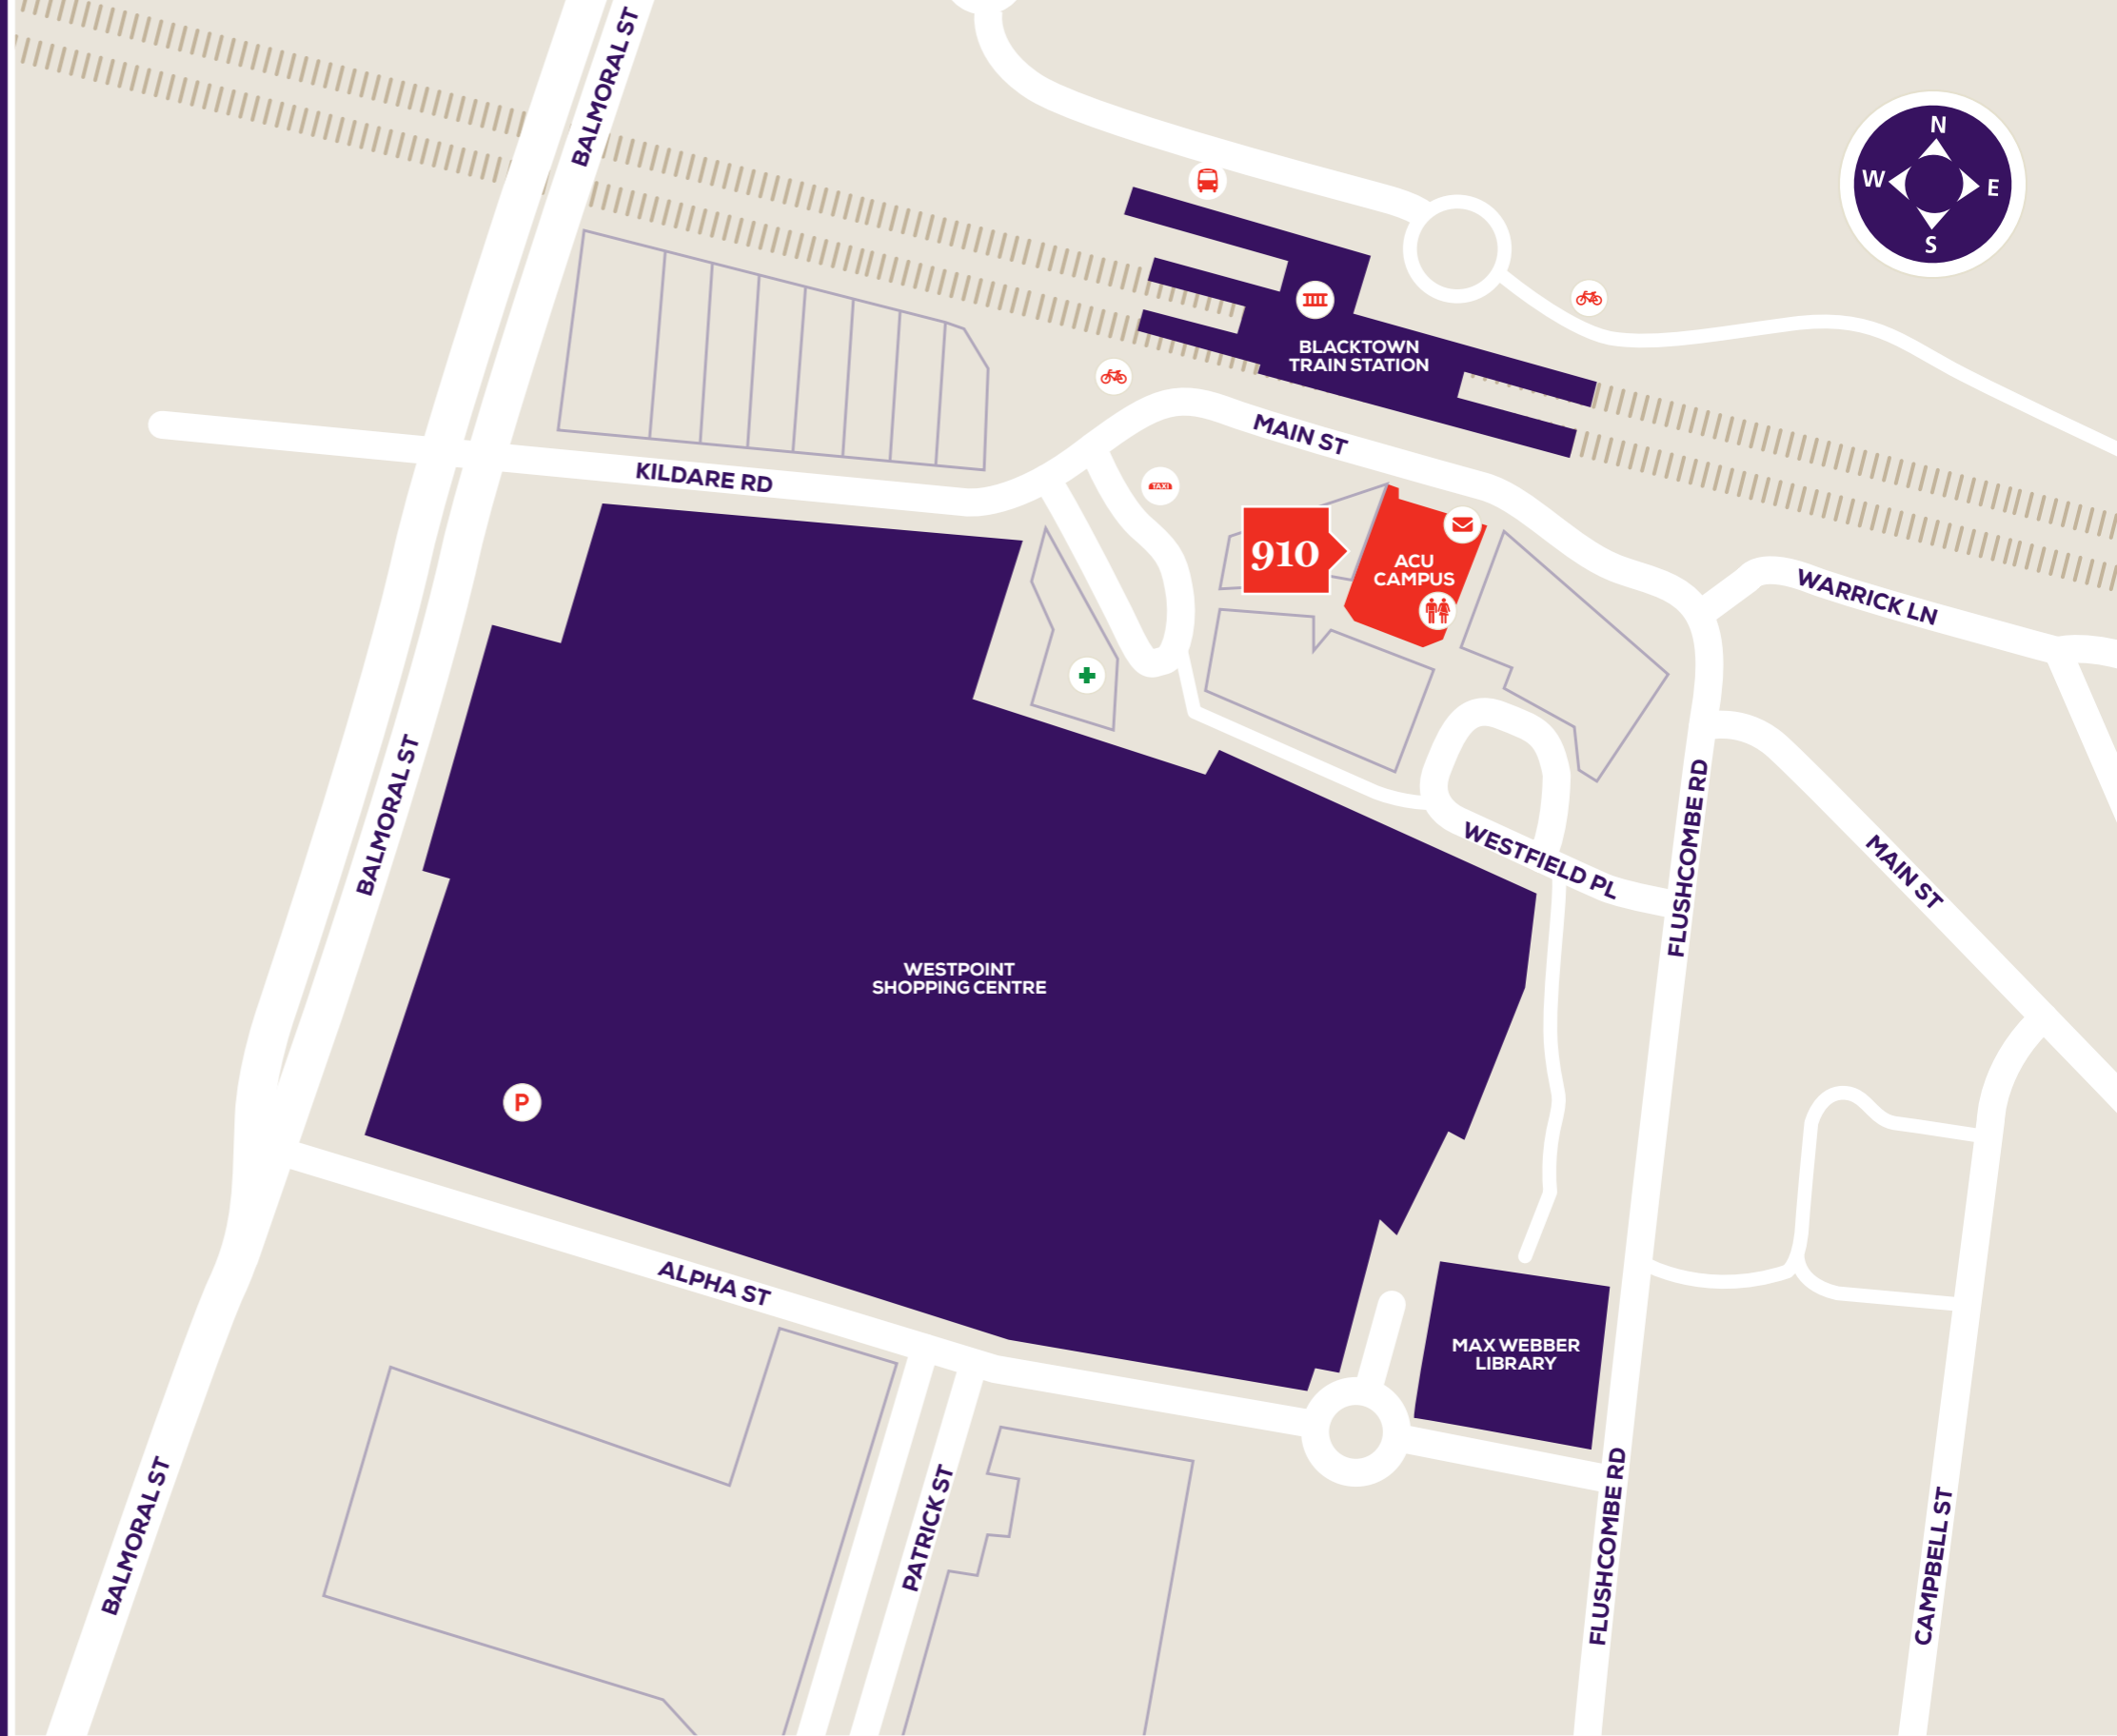 BALMORAL ST
N
W
E
S
BLACKTOWN
TRAIN STATION
MAIN ST
KILDARE RD
TAXI
910
ACU
CAMPUS
WARRICK LN
BALMORAL ST
FLUSHCOMBE RD
WESTFIELD PL
MAIN ST
WESTPOINT
SHOPPING CENTRE
P
ALPHA ST
MAX WEBBER
LIBRARY
BALMORAL ST
PATRICK ST
FLUSHCOMBE RD
CAMPBELL ST